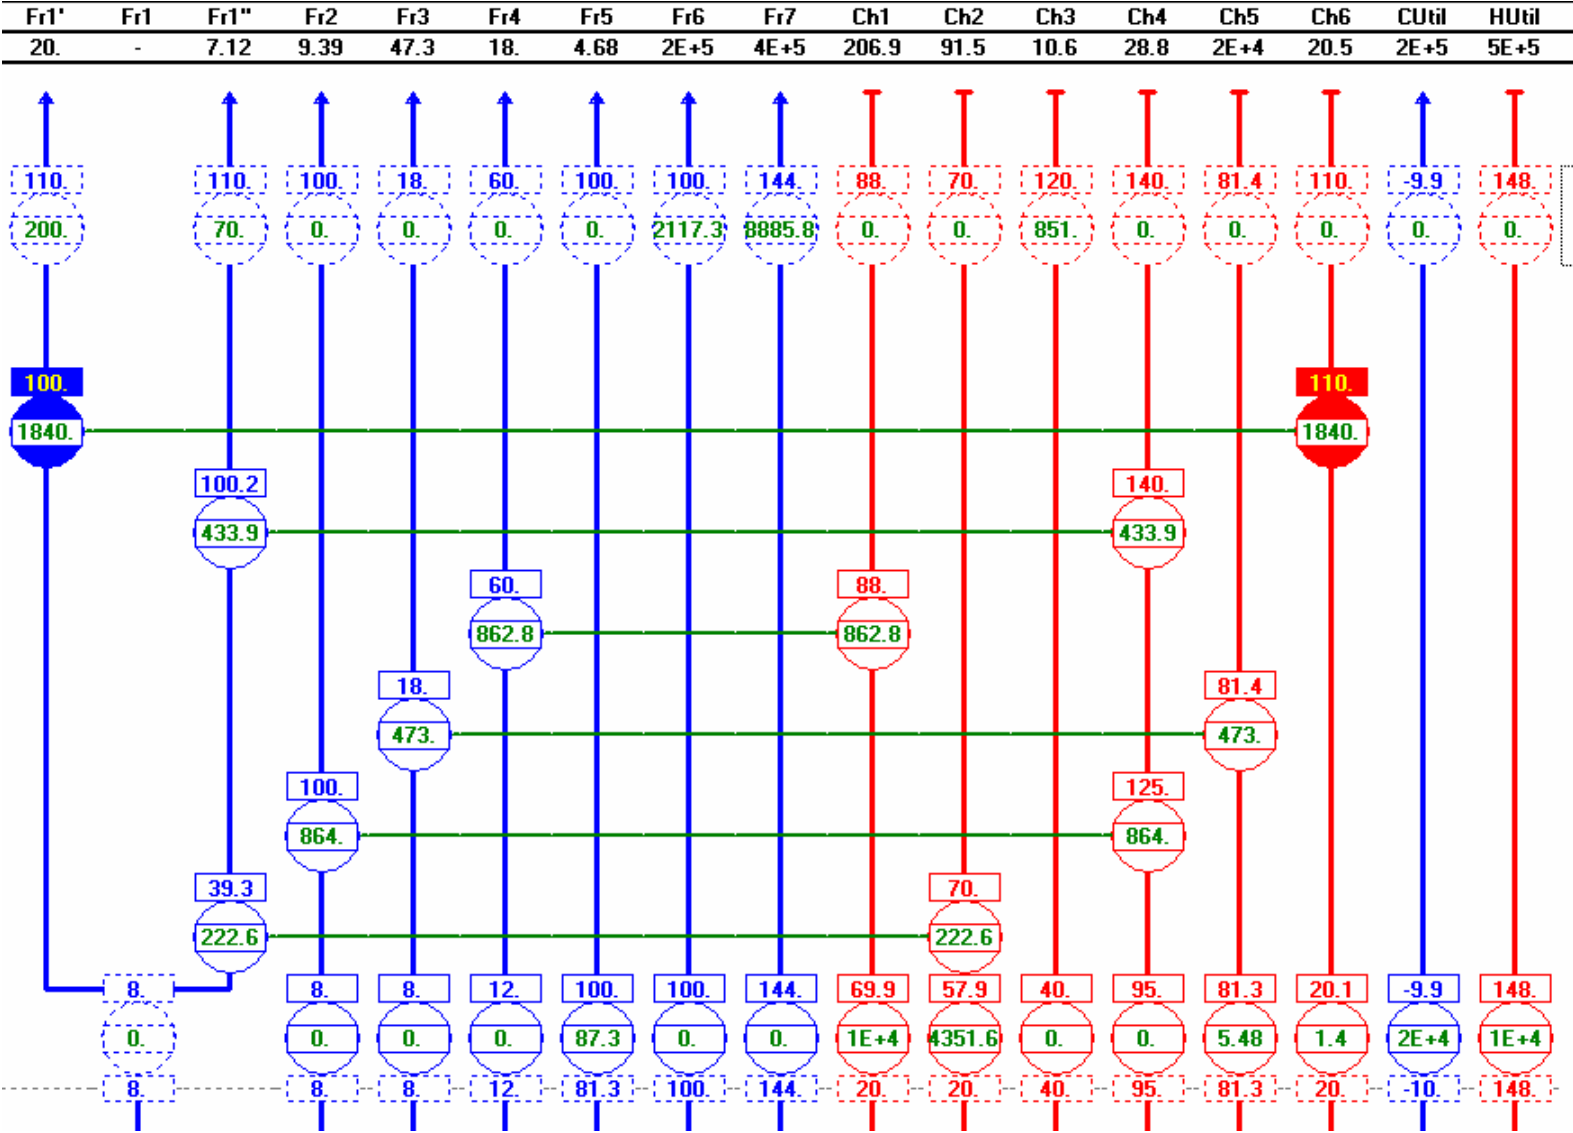 Fr1' Fr1 Fr1" Fr2 Fr3 Fr4 Fr5 Fr6 Fr7 Ch1 Ch2 Ch3 Ch4 Ch5 Ch6 CUtil HUtil
20. - 7.12 9.39 47.3 18. 4.68 2E+5 4E+5 206.9 91.5 10.6 28.8 2E+4 20.5 2E+5 5E+5
110. 110. 100. 18. 60. 100. 100. 144. 88. 70. 120. 140. 81.4 110. -9.9 148.
200. 70. 0. 0. 0. 0. 2117.3 8885.8 0. 0. 851. 0. 0. 0. 0. 0.
100. 110.
1840. 1840.
100.2 140.
433.9 433.9
60. 88.
862.8 862.8
18. 81.4
473. 473.
100. 125.
864. 864.
39.3 70.
222.6 222.6
8. 8. 8. 12. 100. 100. 144. 69.9 57.9 40. 95. 81.3 20.1 -9.9 148.
0. 0. 0. 0. 87.3 0. 0. 1E+4 4351.6 0. 0. 5.48 1.4 2E+4 1E+4
8. 8. 8. 12. 81.3 100. 144. 20. 20. 40. 95. 81.3 20. -10. 148.